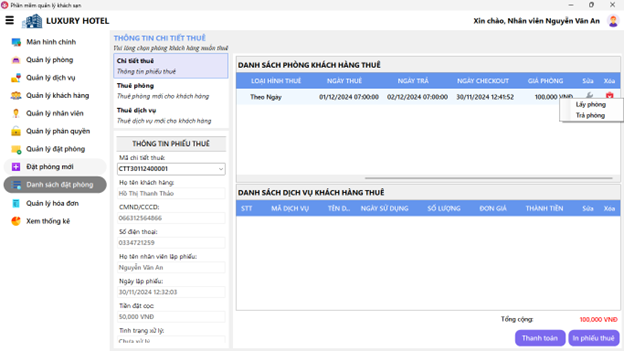 Phần mềm quản lý khách sạn
LUXURY HOTEL
Xin chào, Nhân viên Nguyễn Văn An
Màn hình chính
Quản lý phòng
Quản lý dịch vụ
Quản lý khách hàng
Quản lý nhân viên
Quản lý phân quyền
Quản lý đặt phòng
Đặt phòng mới
Danh sách đặt phòng
Quản lý hóa đơn
Xem thống kê
THÔNG TIN CHI TIẾT THUÊ
Vui lòng chọn phòng khách hàng muốn thuê
Chi tiết thuê
Thông tin phiếu thuê
Thuê phòng
Thuê phòng mới cho khách hàng
Thuê dịch vụ
Thuê dịch vụ mới cho khách hàng
THÔNG TIN PHIẾU THUÊ
Mã chi tiết thuê:
CTT30112400001
Họ tên khách hàng:
Hồ Thị Thanh Thảo
CMND/CCCD:
066312564866
Số điện thoại:
0334721259
Họ tên nhân viên lập phiếu:
Nguyễn Văn An
Ngày lập phiếu:
30/11/2024 12:32:03
Tiền đặt cọc:
50,000 VNĐ
Tình trạng xử lý:
Chưa xử lý
DANH SÁCH PHÒNG KHÁCH HÀNG THUÊ
LOẠI HÌNH THUÊ NGÀY THUÊ NGÀY TRẢ NGÀY CHECKOUT GIÁ PHÒNG Sửa Xóa
Theo Ngày 01/12/2024 07:00:00 02/12/2024 07:00:00 30/11/2024 12:41:52 100,000 VNĐ
Lấy phòng
Trả phòng
DANH SÁCH DỊCH VỤ KHÁCH HÀNG THUÊ
STT MÃ DỊCH VỤ TÊN D... NGÀY SỬ DỤNG SỐ LƯỢNG ĐƠN GIÁ THÀNH TIỀN Sửa Xóa
Tổng cộng: 100,000 VNĐ
Thanh toán In phiếu thuê